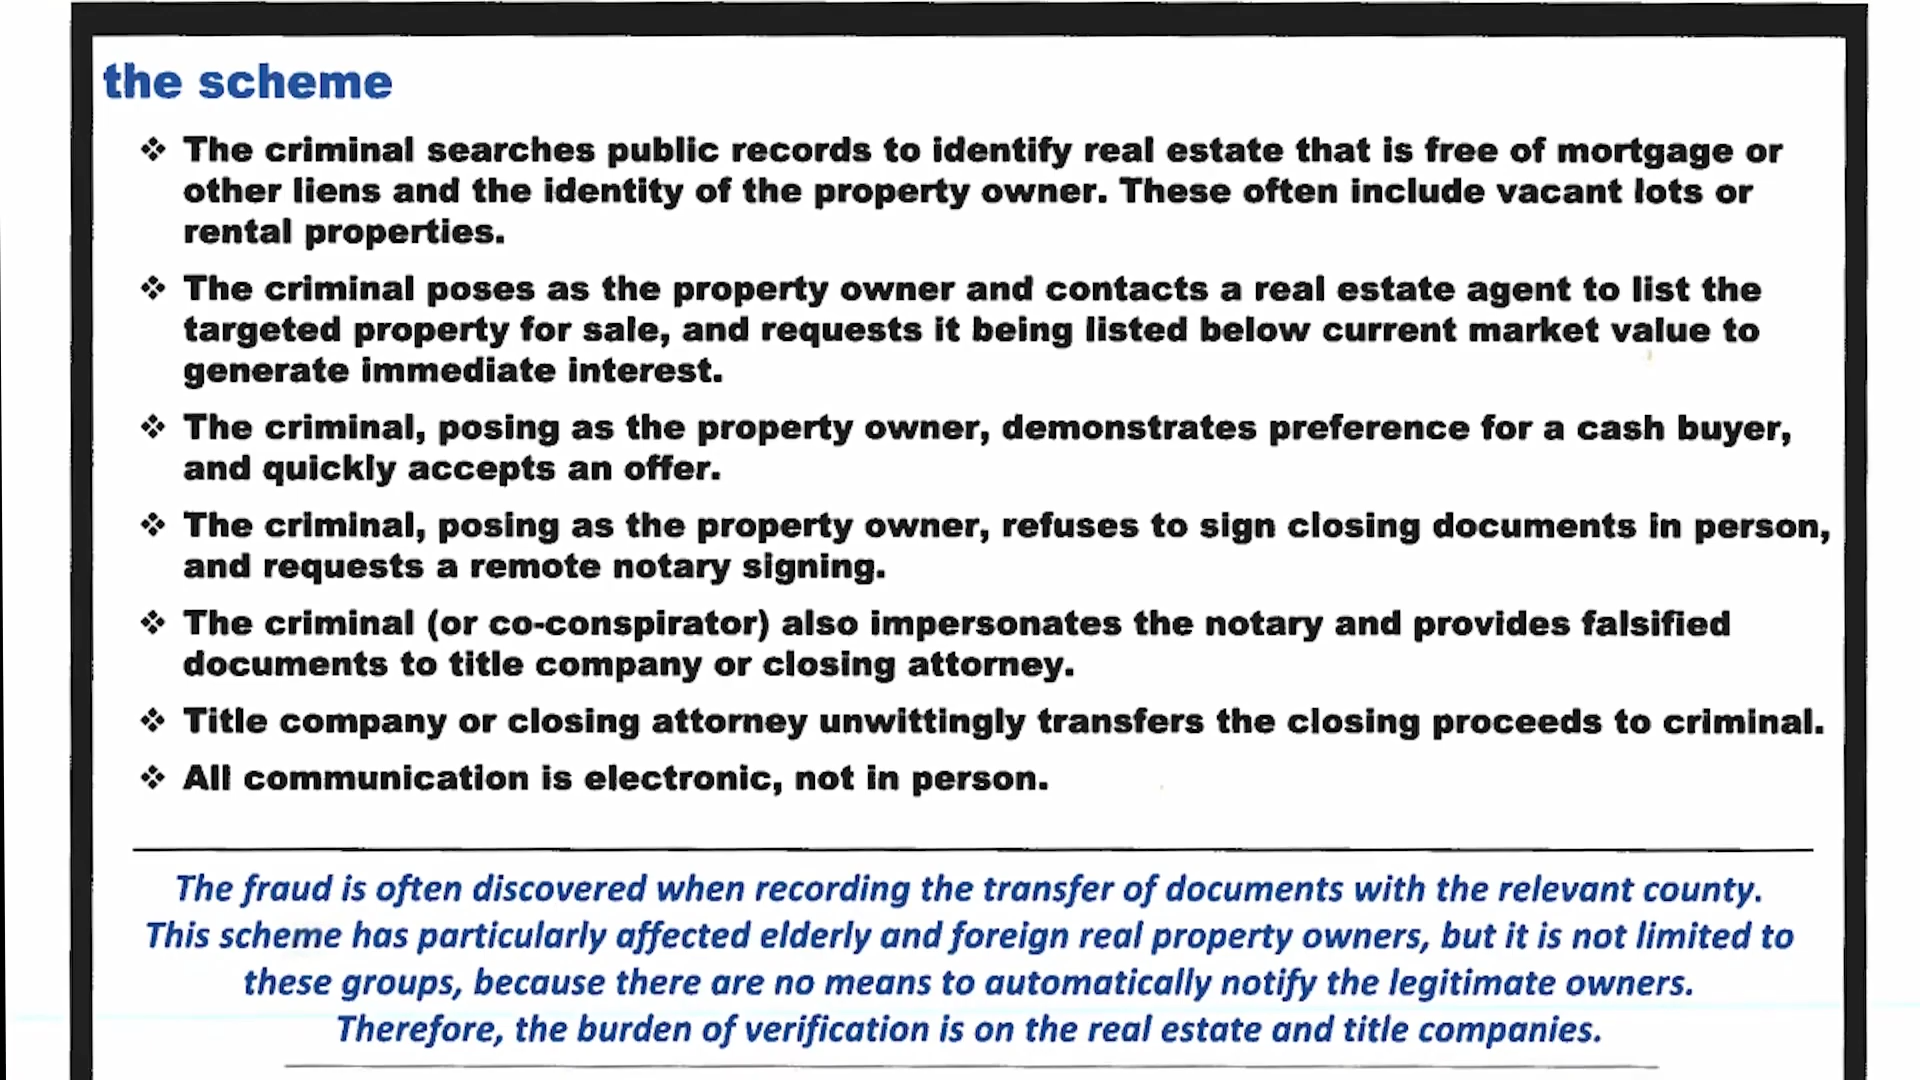 the scheme
❖ The criminal searches public records to identify real estate that is free of mortgage or
other liens and the identity of the property owner. These often include vacant lots or
rental properties.
❖ The criminal poses as the property owner and contacts a real estate agent to list the
targeted property for sale, and requests it being listed below current market value to
generate immediate interest.
❖ The criminal, posing as the property owner, demonstrates preference for a cash buyer,
and quickly accepts an offer.
❖ The criminal, posing as the property owner, refuses to sign closing documents in person,
and requests a remote notary signing.
❖ The criminal (or co-conspirator) also impersonates the notary and provides falsified
documents to title company or closing attorney.
❖ Title company or closing attorney unwittingly transfers the closing proceeds to criminal.
❖ All communication is electronic, not in person.
The fraud is often discovered when recording the transfer of documents with the relevant county.
This scheme has particularly affected elderly and foreign real property owners, but it is not limited to
these groups, because there are no means to automatically notify the legitimate owners.
Therefore, the burden of verification is on the real estate and title companies.